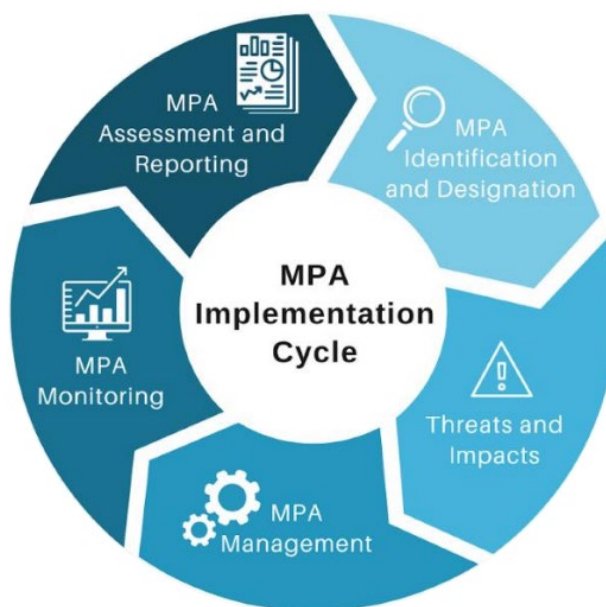 MPA
Implementation
Cycle
MPA
Identification
and Designation
Threats and
Impacts
MPA
Management
MPA
Monitoring
MPA
Assessment and
Reporting